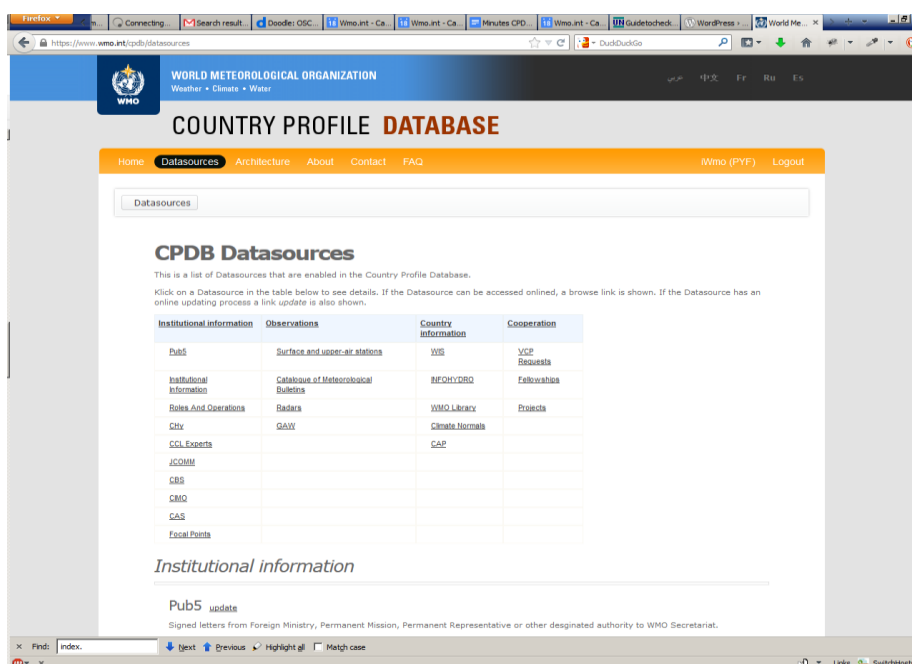 Firefox
Connecting... Search result... Doodle: OSC... Wmo.int - Ca... Wmo.int - Ca... Minutes CPD... Wmo.int - Ca... Guidetocheck... WordPress › ... World Me...
https://www.wmo.int/cpdb/datasources
DuckDuckGo
WORLD METEOROLOGICAL ORGANIZATION
Weather • Climate • Water
WMO
عربي 中文 Fr Ru Es
COUNTRY PROFILE DATABASE
Home Datasources Architecture About Contact FAQ iWmo (PYF) Logout
Datasources
CPDB Datasources
This is a list of Datasources that are enabled in the Country Profile Database.
Klick on a Datasource in the table below to see details. If the Datasource can be accessed onlined, a browse link is shown. If the Datasource has an
online updating process a link update is also shown.
Institutional information Observations Country information Cooperation
Pub5 Surface and upper-air stations WIS VCP Requests
Institutional Information Catalogue of Meteorological Bulletins INFOHYDRO Fellowships
Roles And Operations Radars WMO Library Projects
CHy GAW Climate Normals
CCL Experts CAP
JCOMM
CBS
CIMO
CAS
Focal Points
Institutional information
Pub5 update
Signed letters from Foreign Ministry, Permanent Mission, Permanent Representative or other desginated authority to WMO Secretariat.
× Find: index. Next Previous Highlight all Match case
Links